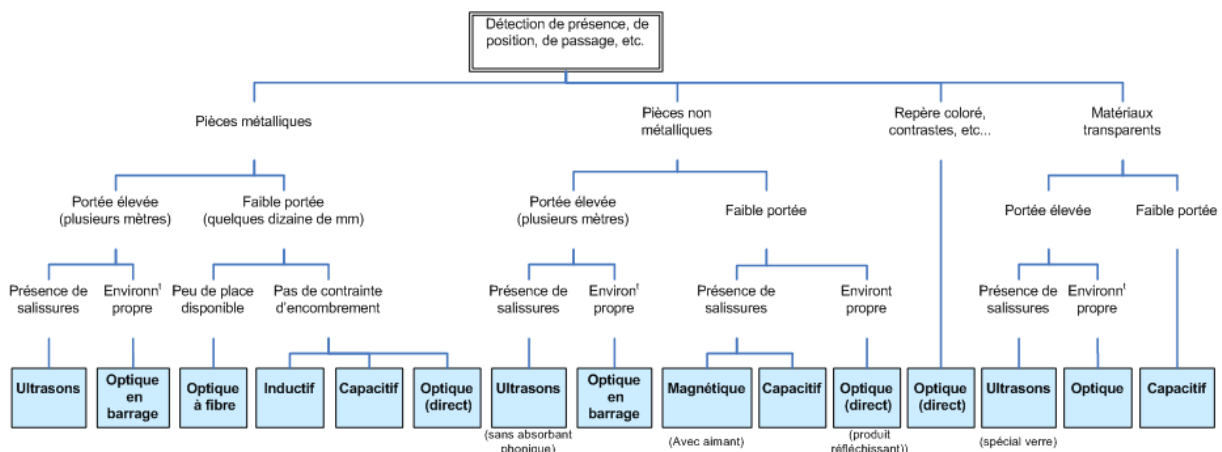 Détection de présence, de
position, de passage, etc.
Pièces métalliques
Pièces non
métalliques
Repère coloré,
contrastes, etc...
Matériaux
transparents
Portée élevée
(plusieurs mètres)
Faible portée
(quelques dizaine de mm)
Portée élevée
(plusieurs mètres)
Faible portée
Portée élevée
Faible portée
Présence de
salissures
Environnᵗ
propre
Peu de place
disponible
Pas de contrainte
d'encombrement
Présence de
salissures
Environᵗ
propre
Présence de
salissures
Environt
propre
Présence de
salissures
Environnᵗ
propre
Ultrasons
Optique
en
barrage
Optique
à fibre
Inductif
Capacitif
Optique
(direct)
Ultrasons
(sans absorbant
phonique)
Optique
en
barrage
Magnétique
(Avec aimant)
Capacitif
Optique
(direct)
(produit
réfléchissant))
Optique
(direct)
Ultrasons
(spécial verre)
Optique
Capacitif